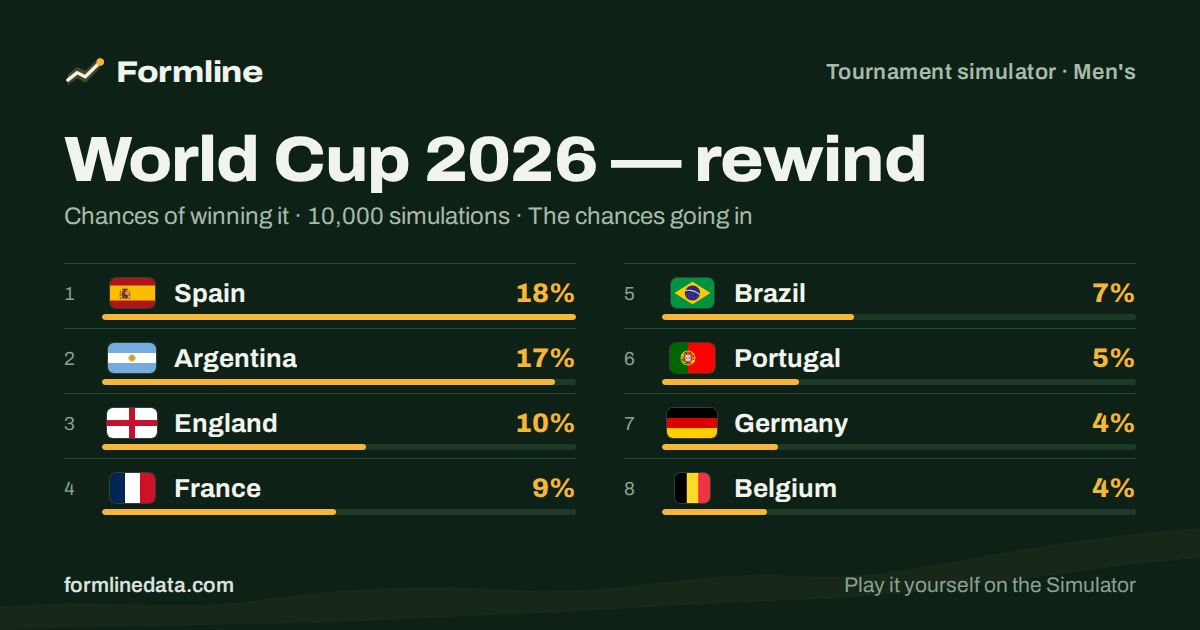 Formline
Tournament simulator · Men's
World Cup 2026 — rewind
Chances of winning it · 10,000 simulations · The chances going in
1 Spain 18%
2 Argentina 17%
3 England 10%
4 France 9%
5 Brazil 7%
6 Portugal 5%
7 Germany 4%
8 Belgium 4%
formlinedata.com
Play it yourself on the Simulator